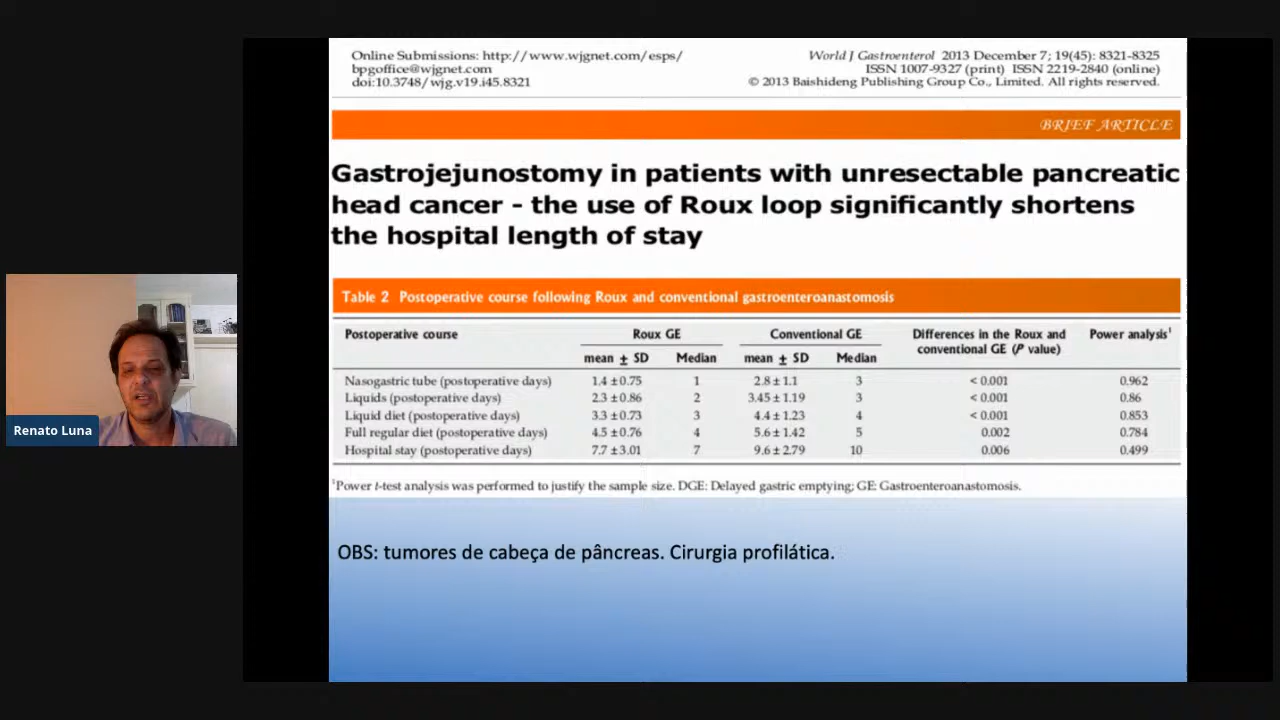 Online Submissions: http://www.wjgnet.com/esps/
bpgoffice@wjgnet.com
doi:10.3748/wjg.v19.i45.8321
World J Gastroenterol 2013 December 7; 19(45): 8321-8325
ISSN 1007-9327 (print) ISSN 2219-2840 (online)
© 2013 Baishideng Publishing Group Co., Limited. All rights reserved.
BRIEF ARTICLE
Gastrojejunostomy in patients with unresectable pancreatic
head cancer - the use of Roux loop significantly shortens
the hospital length of stay
Table 2 Postoperative course following Roux and conventional gastroenteroanastomosis
Postoperative course Roux GE Conventional GE Differences in the Roux and conventional GE (P value) Power analysis¹
mean ± SD Median mean ± SD Median
Nasogastric tube (postoperative days) 1.4 ±0.75 1 2.8 ± 1.1 3 < 0.001 0.962
Liquids (postoperative days) 2.3 ±0.86 2 3.45 ± 1.19 3 < 0.001 0.86
Liquid diet (postoperative days) 3.3 ±0.73 3 4.4 ± 1.23 4 < 0.001 0.853
Full regular diet (postoperative days) 4.5 ±0.76 4 5.6 ± 1.42 5 0.002 0.784
Hospital stay (postoperative days) 7.7 ±3.01 7 9.6 ± 2.79 10 0.006 0.499
¹Power t-test analysis was performed to justify the sample size. DGE: Delayed gastric emptying; GE: Gastroenteroanastomosis.
Renato Luna
OBS: tumores de cabeça de pâncreas. Cirurgia profilática.